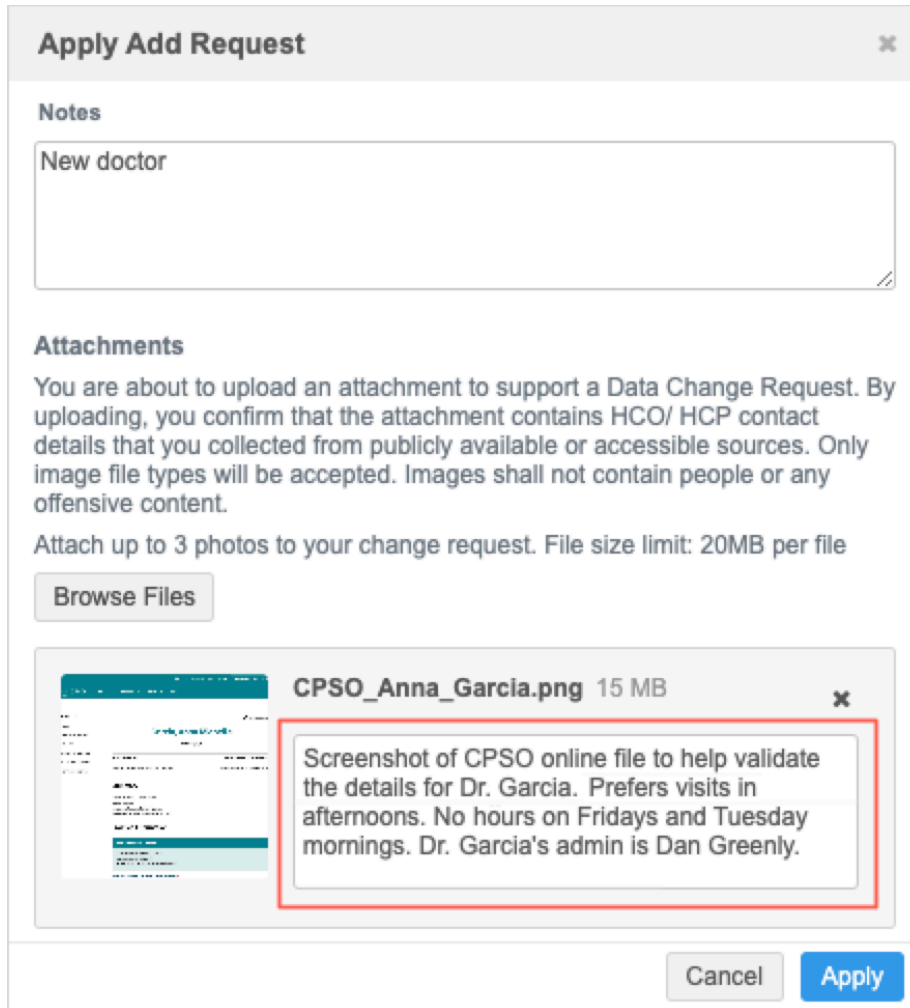 Apply Add Request
Notes
New doctor
Attachments
You are about to upload an attachment to support a Data Change Request. By
uploading, you confirm that the attachment contains HCO/ HCP contact
details that you collected from publicly available or accessible sources. Only
image file types will be accepted. Images shall not contain people or any
offensive content.
Attach up to 3 photos to your change request. File size limit: 20MB per file
Browse Files
CPSO_Anna_Garcia.png 15 MB
Screenshot of CPSO online file to help validate
the details for Dr. Garcia. Prefers visits in
afternoons. No hours on Fridays and Tuesday
mornings. Dr. Garcia's admin is Dan Greenly.
Cancel
Apply